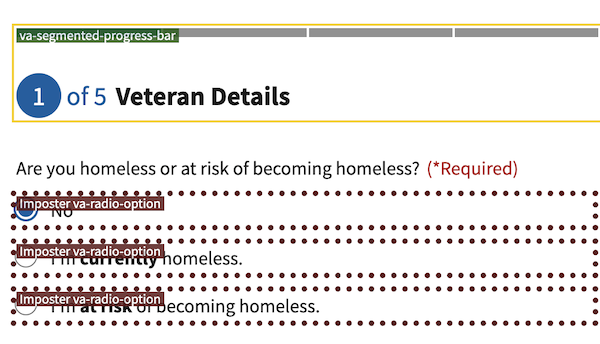 va-segmented-progress-bar
1 of 5 Veteran Details
Are you homeless or at risk of becoming homeless? (*Required)
Imposter va-radio-option
No
Imposter va-radio-option
I'm currently homeless.
Imposter va-radio-option
I'm at risk of becoming homeless.